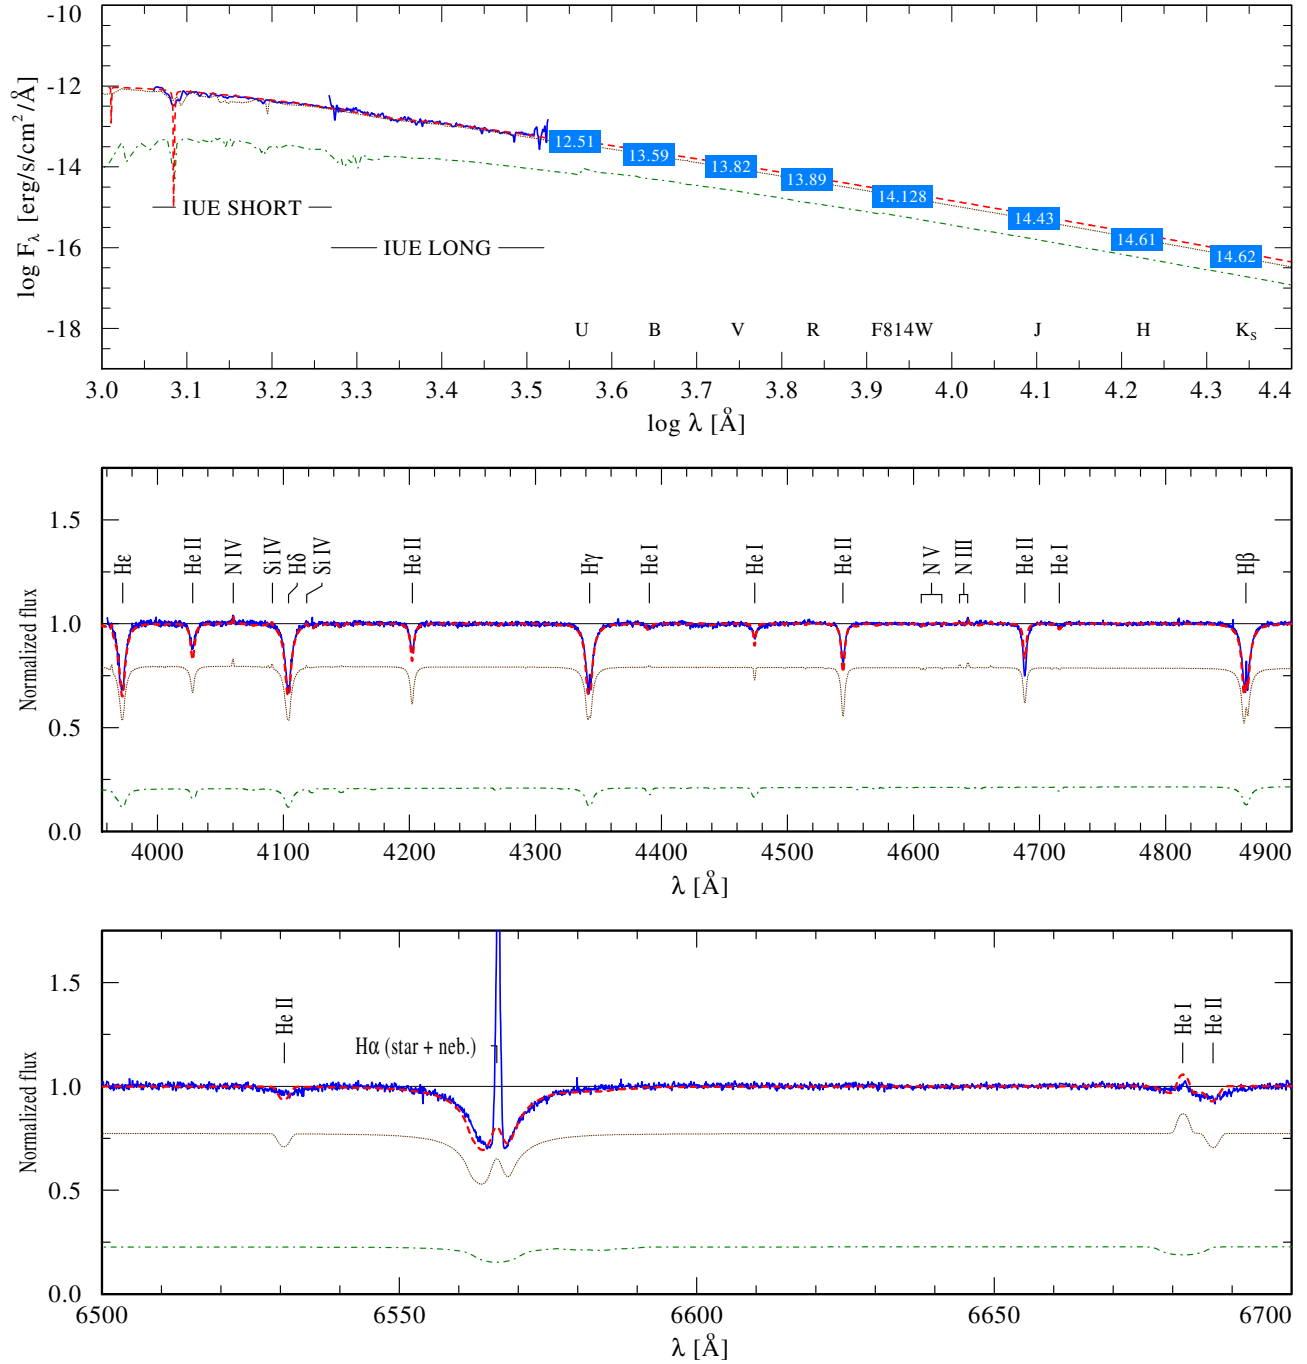 -10
-12
-14
-16
-18
log Fλ [erg/s/cm²/Å]
IUE SHORT
IUE LONG
12.51
13.59
13.82
13.89
14.128
14.43
14.61
14.62
U B V R F814W J H Ks
3.0 3.1 3.2 3.3 3.4 3.5 3.6 3.7 3.8 3.9 4.0 4.1 4.2 4.3 4.4
log λ [Å]
1.5
1.0
0.5
0.0
Normalized flux
Hε He II N IV Si IV Hδ Si IV He II Hγ He I He I He II N V N III He II He I Hβ
4000 4100 4200 4300 4400 4500 4600 4700 4800 4900
λ [Å]
1.5
1.0
0.5
0.0
Normalized flux
He II
Hα (star + neb.)
He I He II
6500 6550 6600 6650 6700
λ [Å]